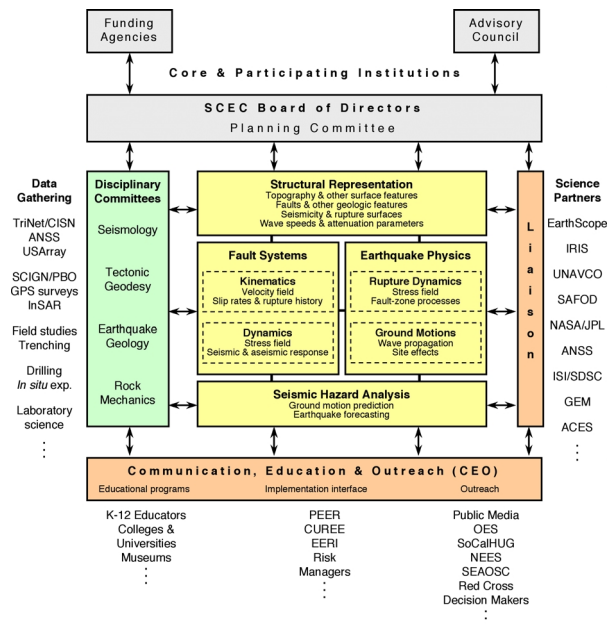 Funding
Agencies
Advisory
Council
Core & Participating Institutions
SCEC Board of Directors
Planning Committee
Data
Gathering
TriNet/CISN
ANSS
USArray
SCIGN/PBO
GPS surveys
InSAR
Field studies
Trenching
Drilling
In situ exp.
Laboratory
science
Disciplinary
Committees
Seismology
Tectonic
Geodesy
Earthquake
Geology
Rock
Mechanics
Structural Representation
Topography & other surface features
Faults & other geologic features
Seismicity & rupture surfaces
Wave speeds & attenuation parameters
Fault Systems
Kinematics
Velocity field
Slip rates & rupture history
Dynamics
Stress field
Seismic & aseismic response
Earthquake Physics
Rupture Dynamics
Stress field
Fault-zone processes
Ground Motions
Wave propagation
Site effects
Seismic Hazard Analysis
Ground motion prediction
Earthquake forecasting
Liaison
Science
Partners
EarthScope
IRIS
UNAVCO
SAFOD
NASA/JPL
ANSS
ISI/SDSC
GEM
ACES
Communication, Education & Outreach (CEO)
Educational programs
Implementation interface
Outreach
K-12 Educators
Colleges &
Universities
Museums
PEER
CUREE
EERI
Risk
Managers
Public Media
OES
SoCalHUG
NEES
SEAOSC
Red Cross
Decision Makers